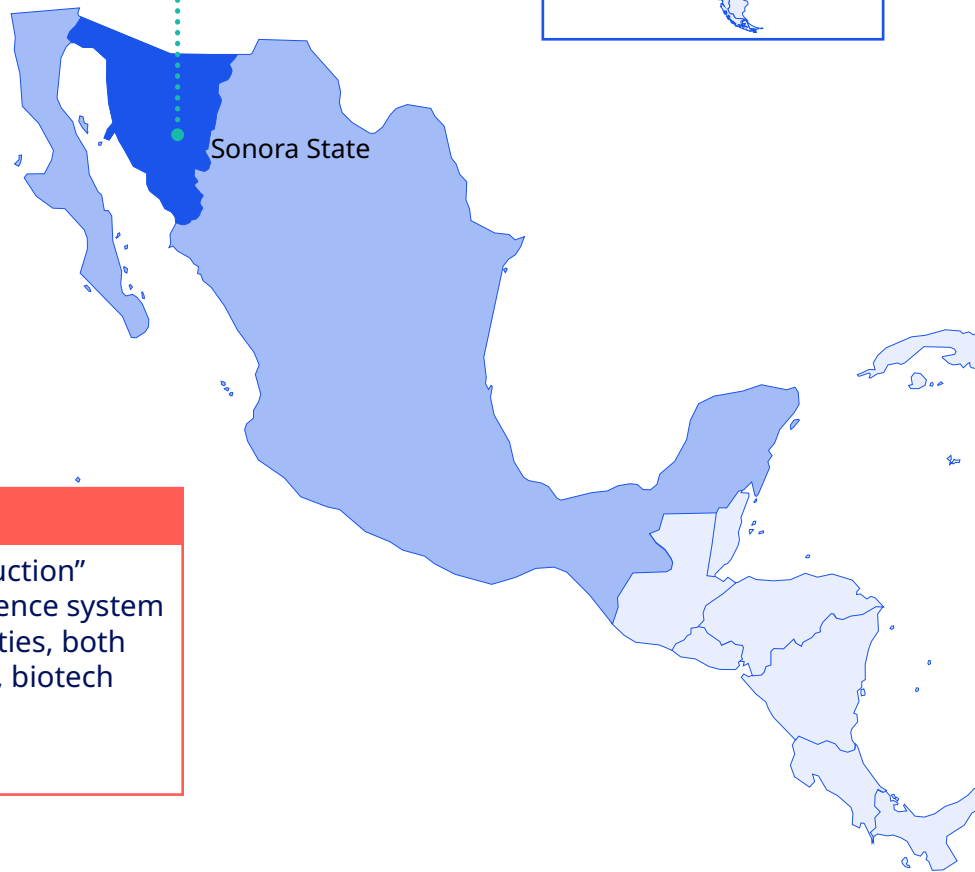 Sonora State
uction”
ence system
ties, both
, biotech